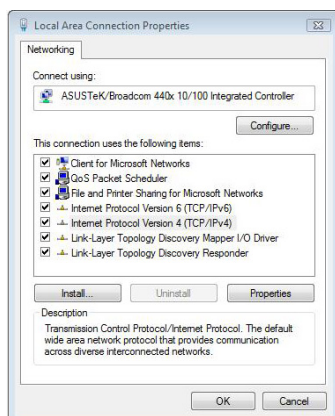 Local Area Connection Properties
Networking
Connect using:
ASUSTeK/Broadcom 440x 10/100 Integrated Controller
Configure...
This connection uses the following items:
Client for Microsoft Networks
QoS Packet Scheduler
File and Printer Sharing for Microsoft Networks
Internet Protocol Version 6 (TCP/IPv6)
Internet Protocol Version 4 (TCP/IPv4)
Link-Layer Topology Discovery Mapper I/O Driver
Link-Layer Topology Discovery Responder
Install... Uninstall Properties
Description
Transmission Control Protocol/Internet Protocol. The default
wide area network protocol that provides communication
across diverse interconnected networks.
OK Cancel